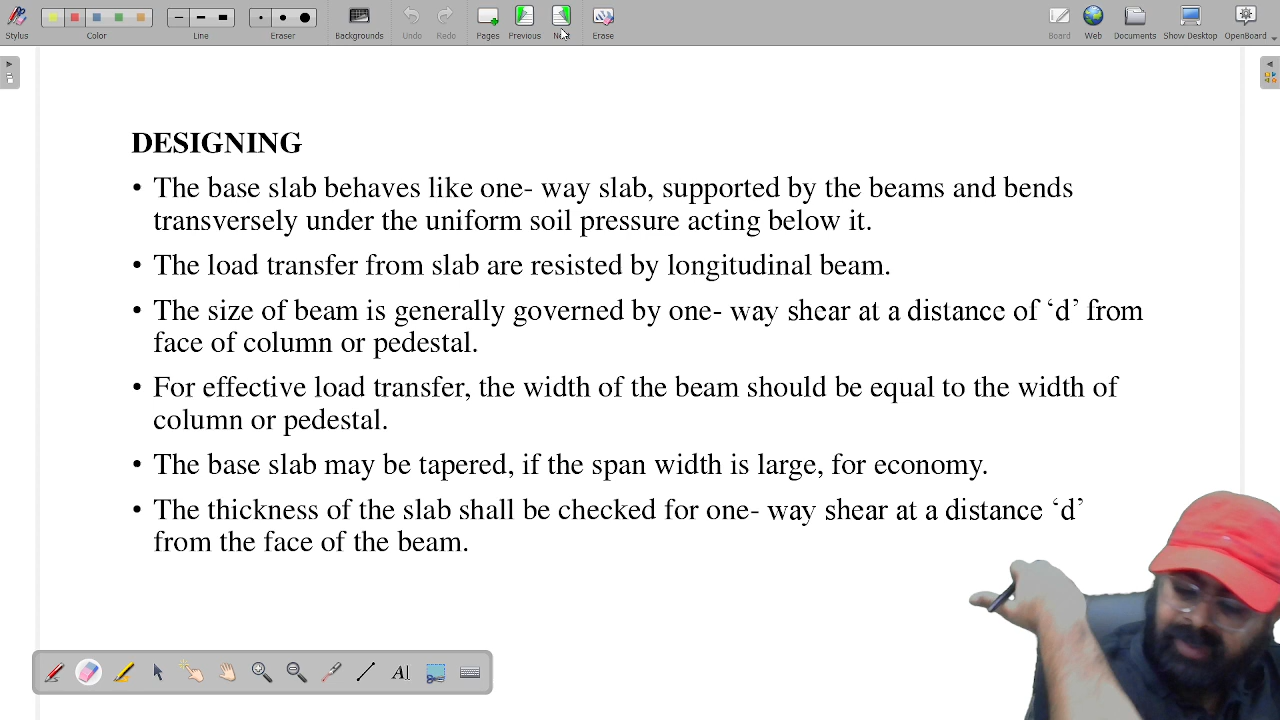 Stylus
Color
Line
Eraser
Backgrounds
Undo
Redo
Pages
Previous
Erase
Board
Web
Documents
Show Desktop
OpenBoard
DESIGNING
• The base slab behaves like one- way slab, supported by the beams and bends
transversely under the uniform soil pressure acting below it.
• The load transfer from slab are resisted by longitudinal beam.
• The size of beam is generally governed by one- way shear at a distance of ‘d’ from
face of column or pedestal.
• For effective load transfer, the width of the beam should be equal to the width of
column or pedestal.
• The base slab may be tapered, if the span width is large, for economy.
• The thickness of the slab shall be checked for one- way shear at a distance ‘d’
from the face of the beam.